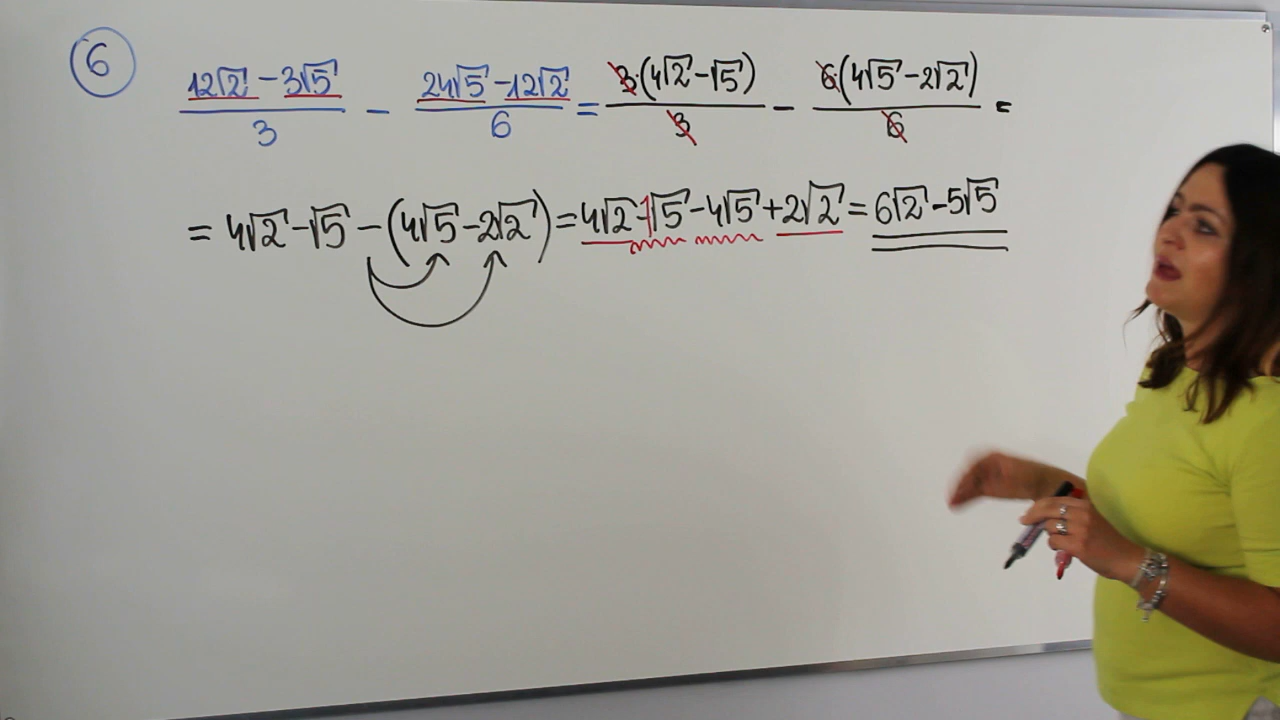 6
(12√2 - 3√5)/3 - (24√5 - 12√2)/6 = 3·(4√2 - √5)/3 - 6(4√5 - 2√2)/6 =
= 4√2 - √5 - (4√5 - 2√2) = 4√2 - 1√5 - 4√5 + 2√2 = 6√2 - 5√5